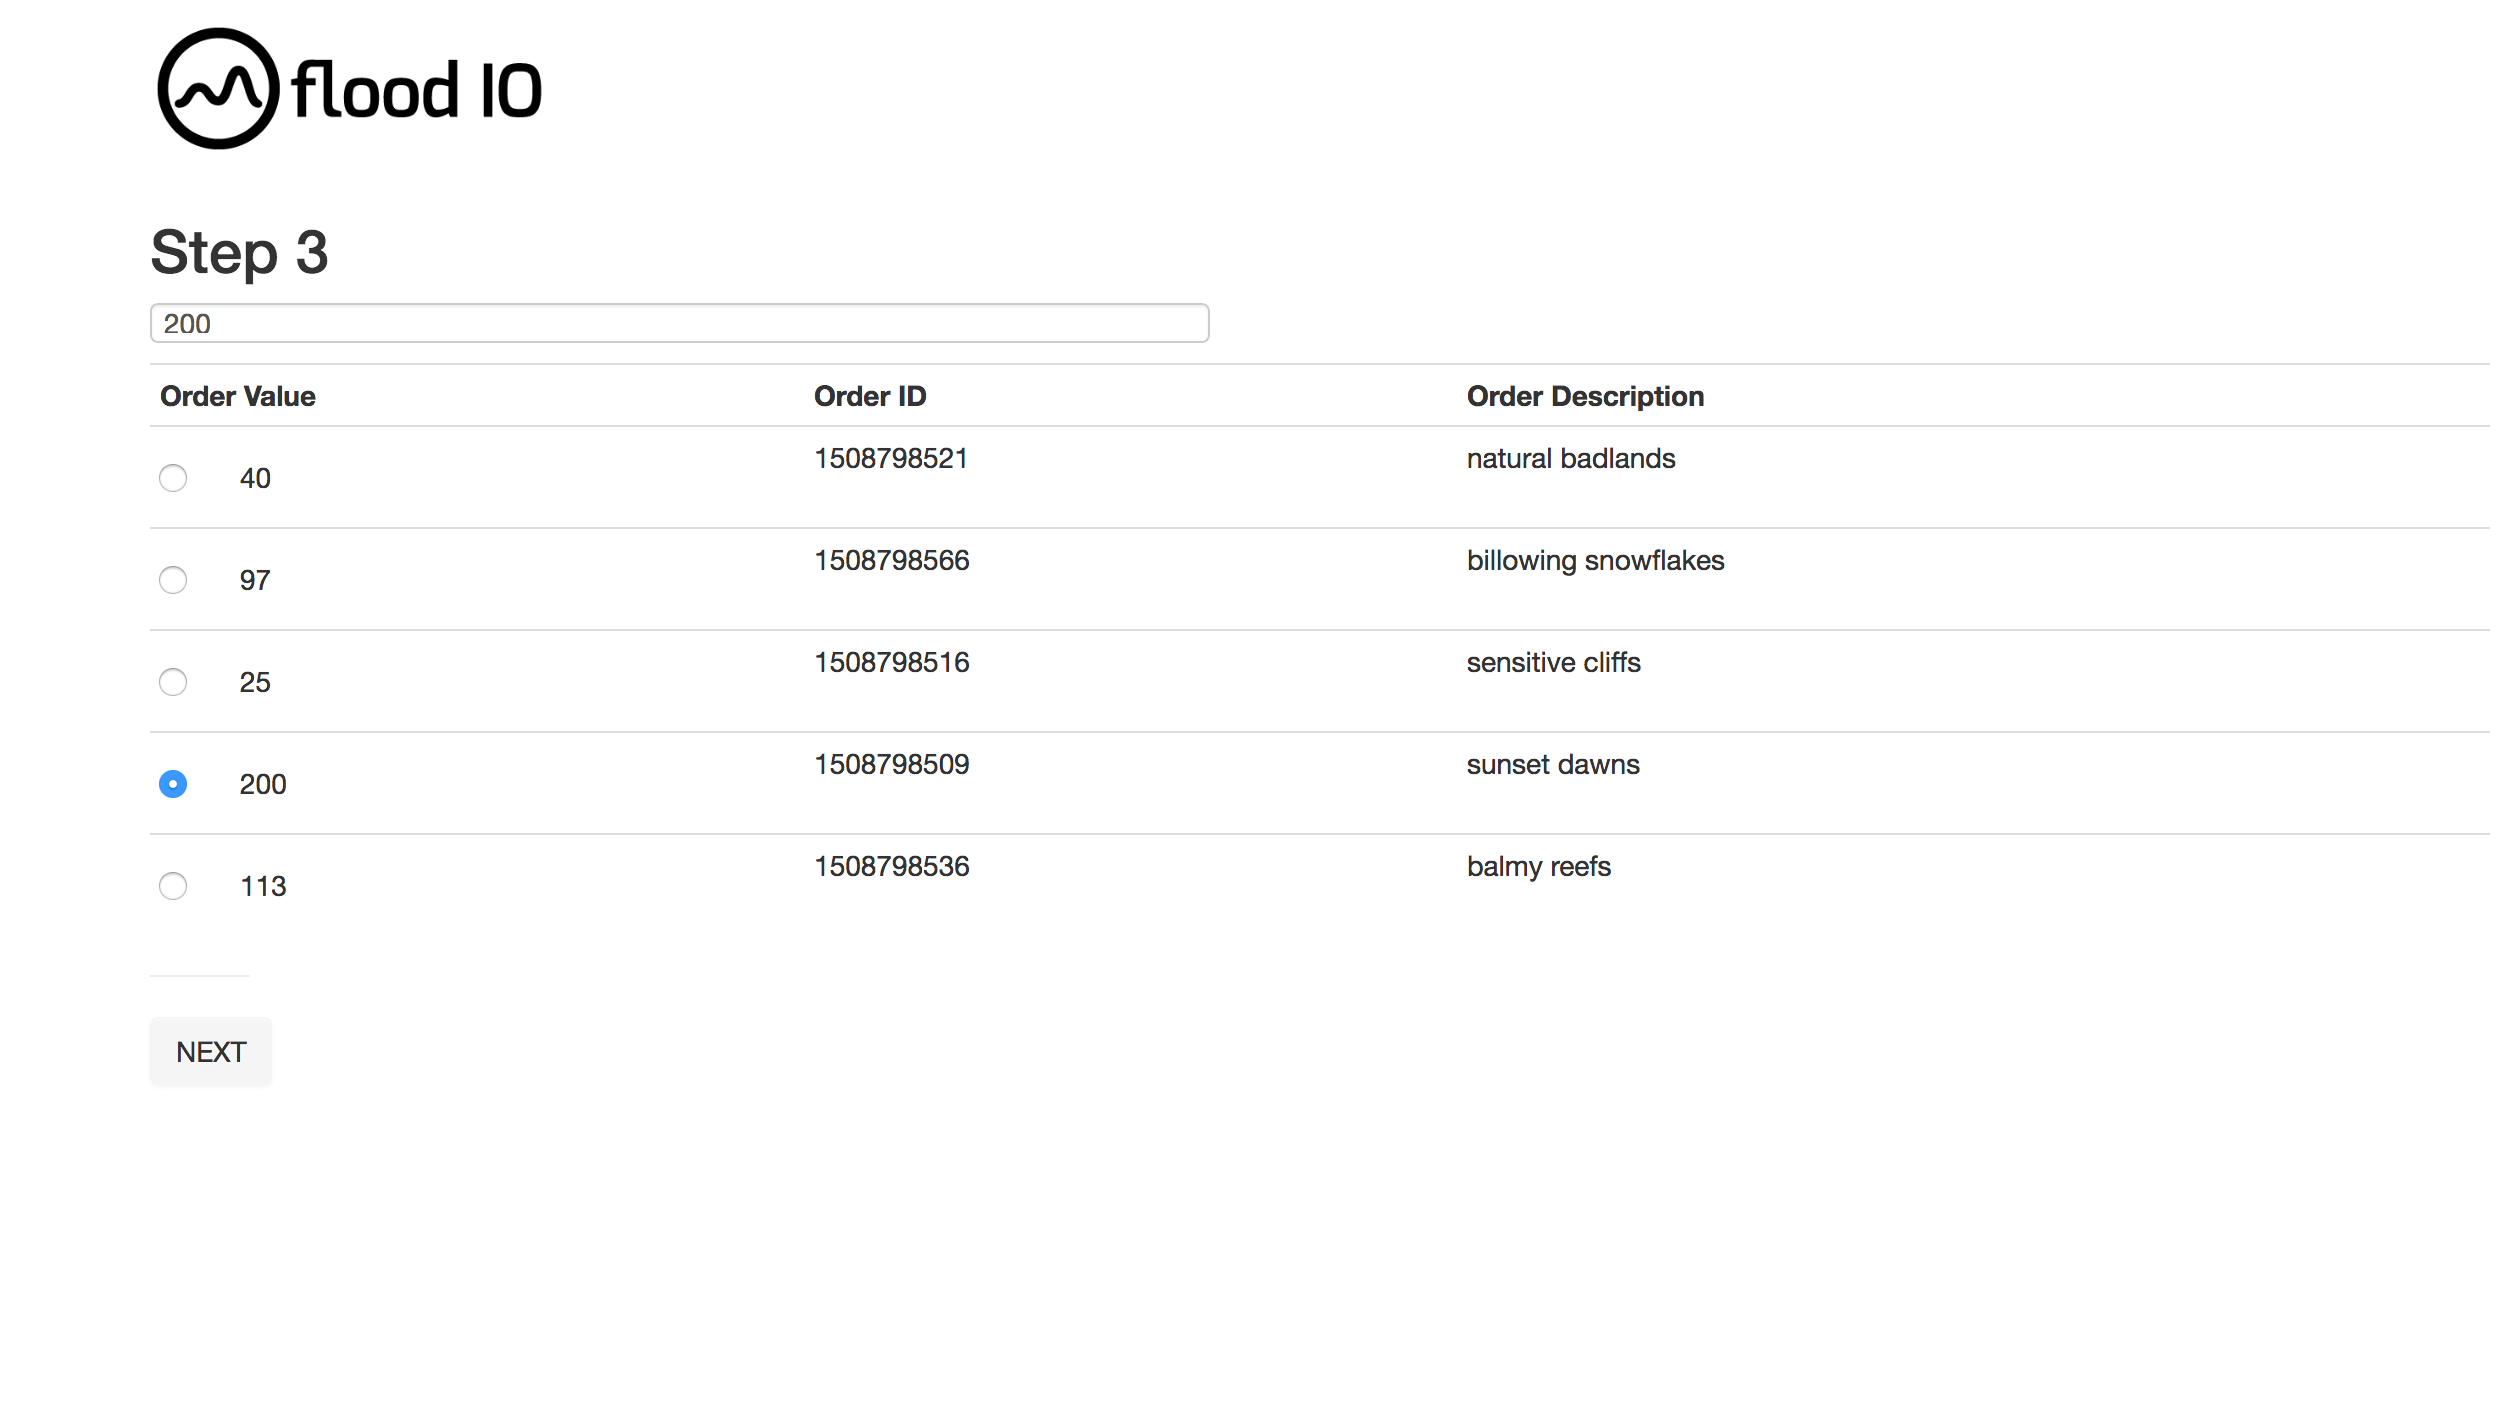 flood IO
Step 3
200
Order Value Order ID Order Description
40 1508798521 natural badlands
97 1508798566 billowing snowflakes
25 1508798516 sensitive cliffs
200 1508798509 sunset dawns
113 1508798536 balmy reefs
NEXT